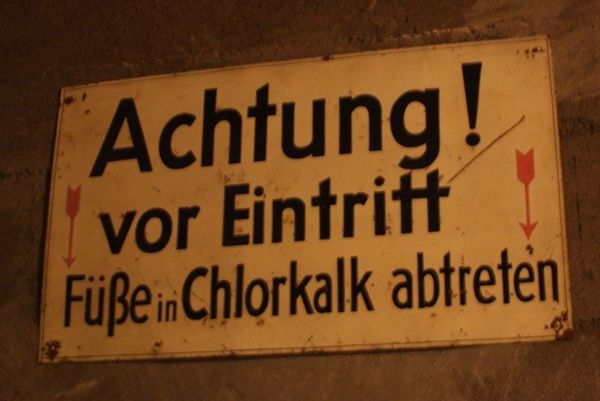 Achtung!
vor Eintritt
Füße in Chlorkalk abtreten